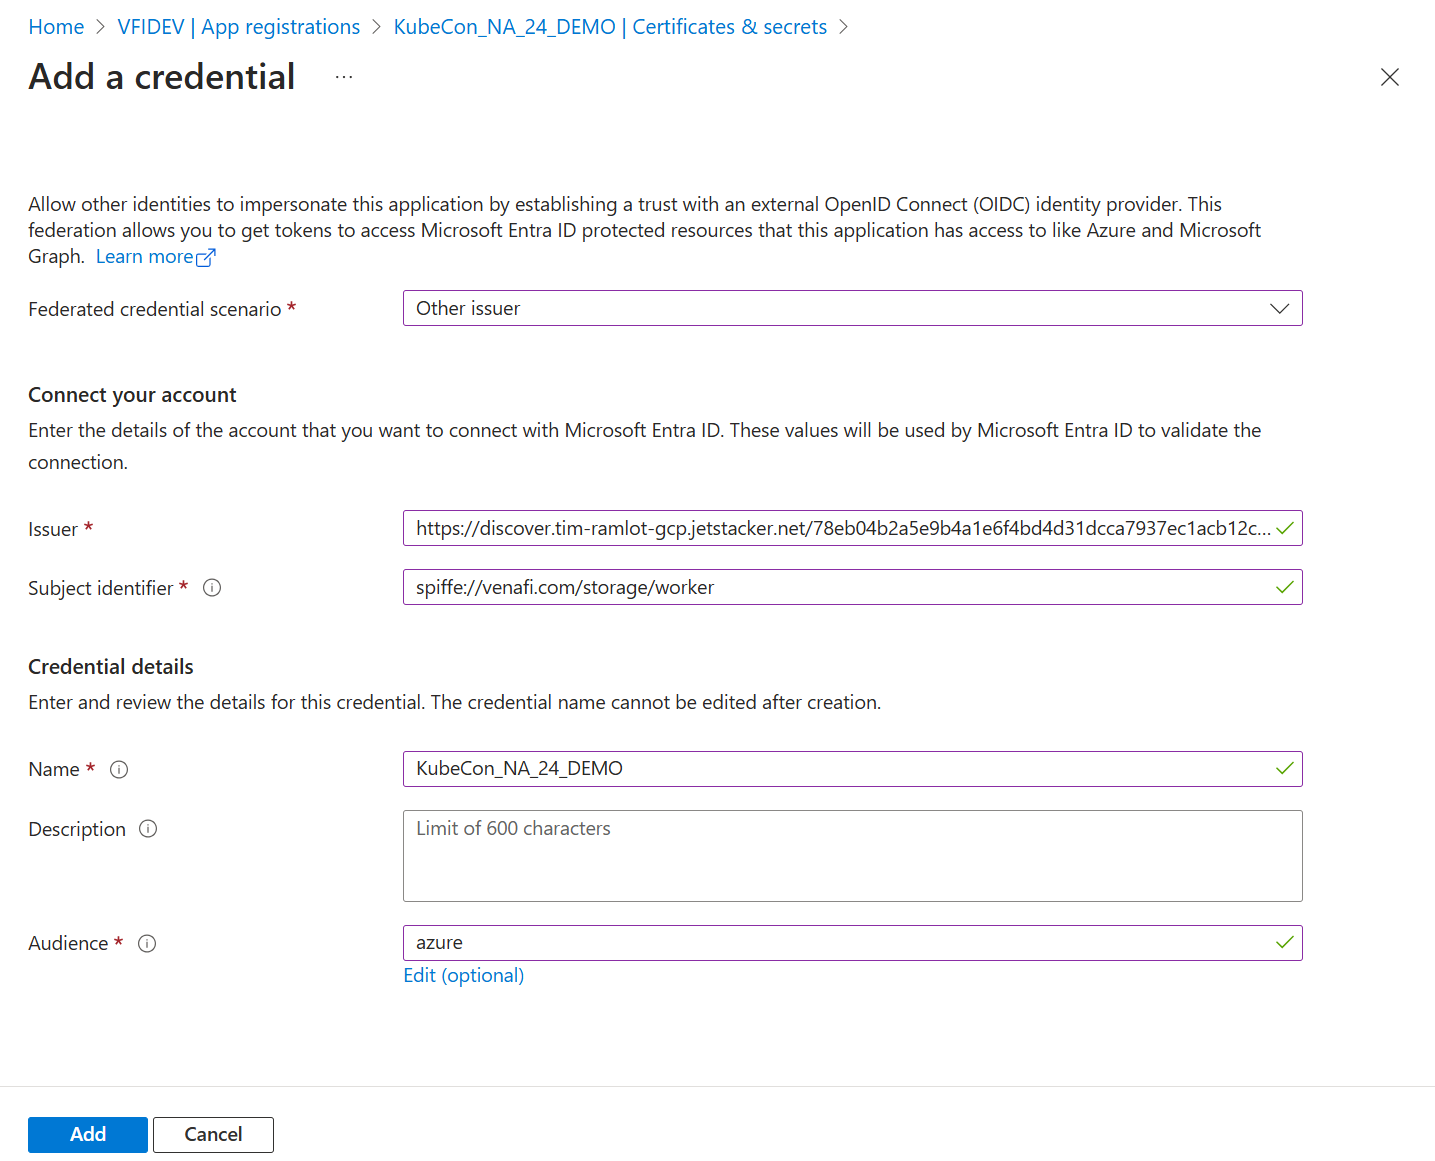 Home > VFIDEV | App registrations > KubeCon_NA_24_DEMO | Certificates & secrets >
Add a credential ...
Allow other identities to impersonate this application by establishing a trust with an external OpenID Connect (OIDC) identity provider. This
federation allows you to get tokens to access Microsoft Entra ID protected resources that this application has access to like Azure and Microsoft
Graph. Learn more
Federated credential scenario * Other issuer
Connect your account
Enter the details of the account that you want to connect with Microsoft Entra ID. These values will be used by Microsoft Entra ID to validate the
connection.
Issuer * https://discover.tim-ramlot-gcp.jetstacker.net/78eb04b2a5e9b4a1e6f4bd4d31dcca7937ec1acb12c...
Subject identifier * spiffe://venafi.com/storage/worker
Credential details
Enter and review the details for this credential. The credential name cannot be edited after creation.
Name * KubeCon_NA_24_DEMO
Description Limit of 600 characters
Audience * azure
Edit (optional)
Add Cancel